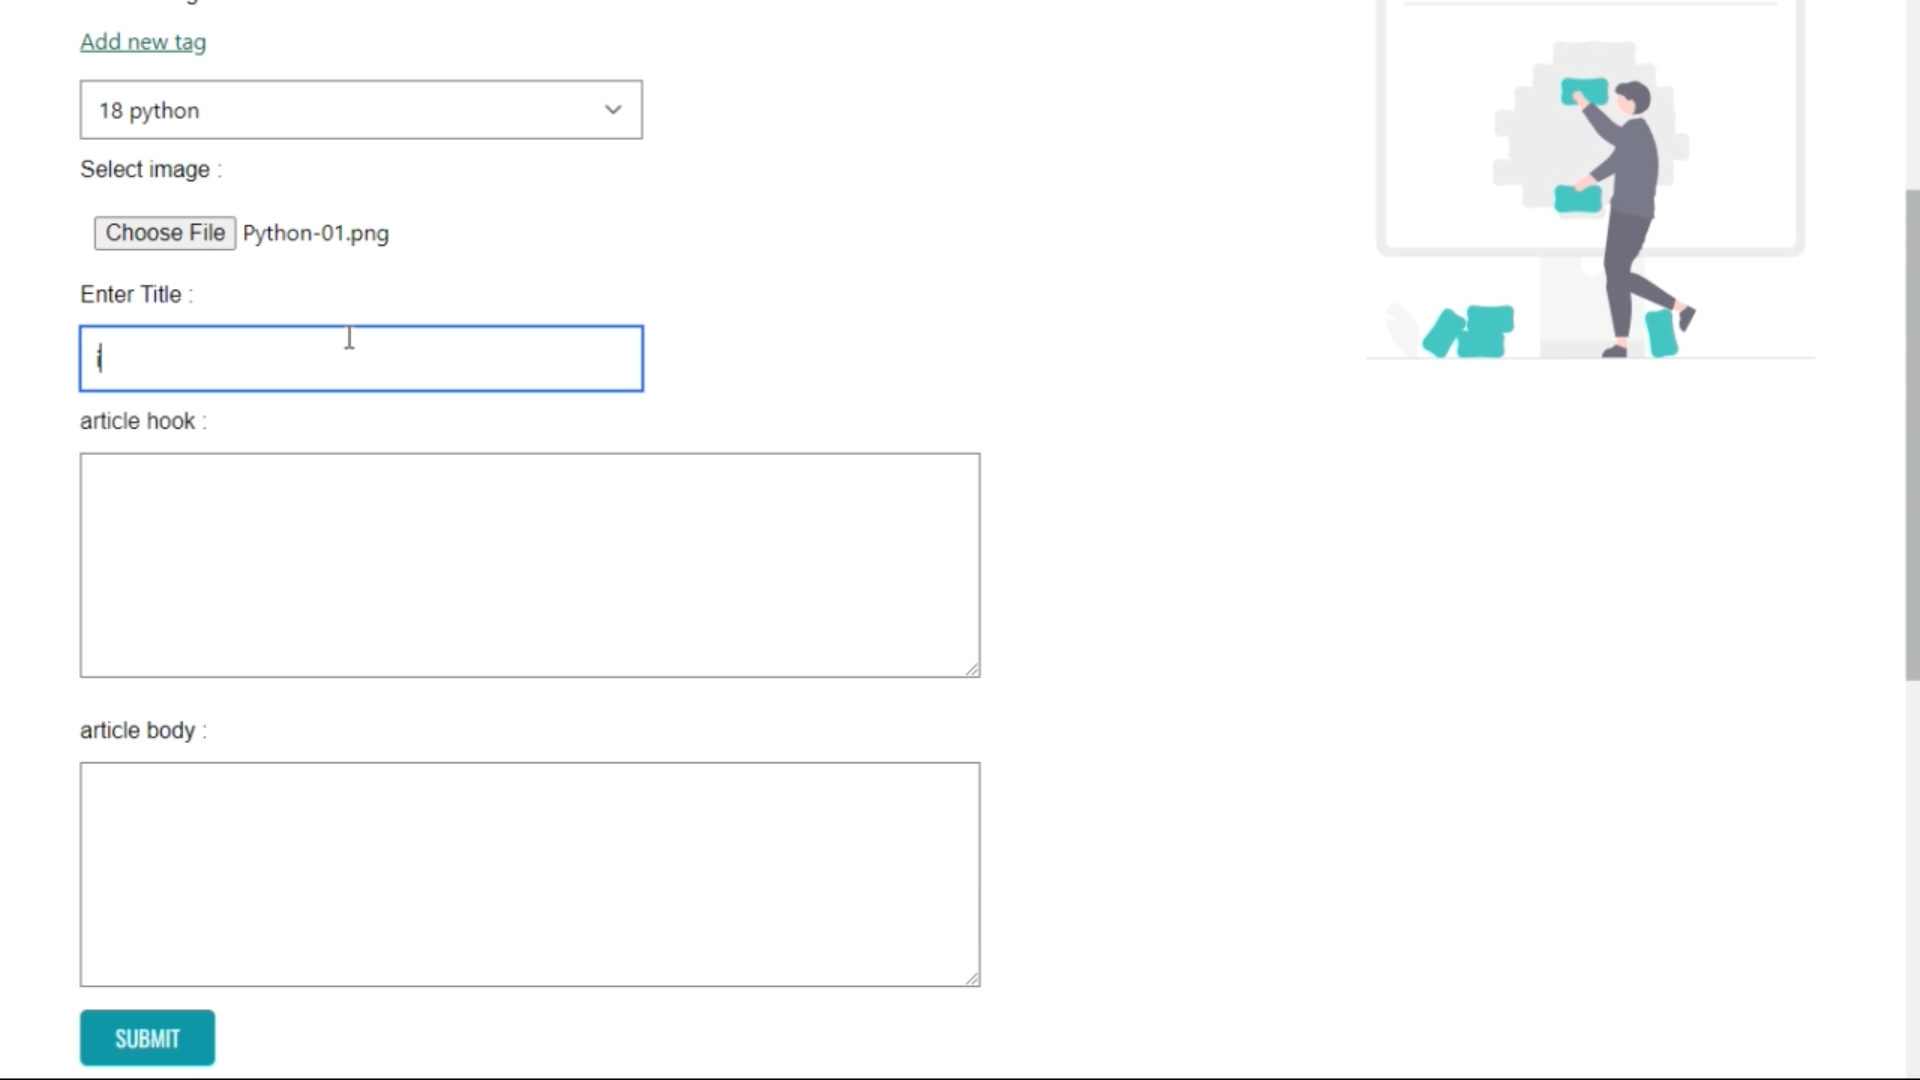 Add new tag
18 python
Select image :
Choose File Python-01.png
Enter Title :
i
article hook :
article body :
SUBMIT